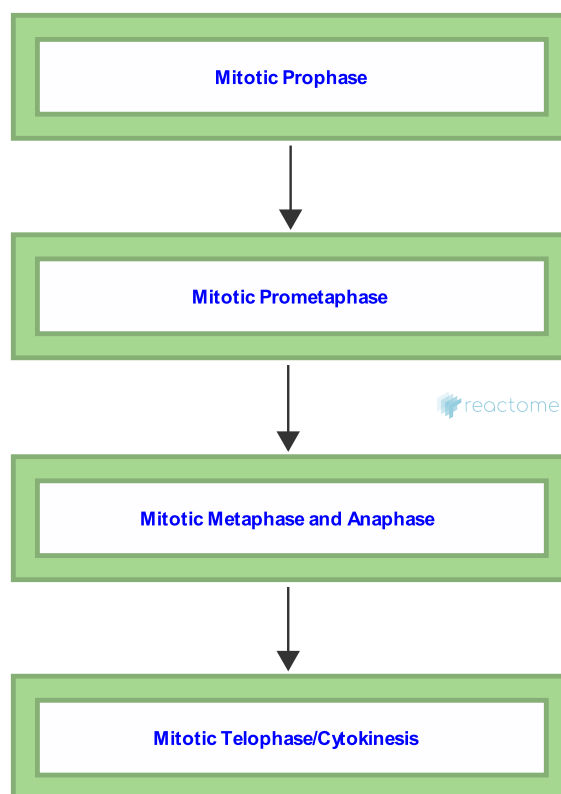 Mitotic Prophase
Mitotic Prometaphase
reactome
Mitotic Metaphase and Anaphase
Mitotic Telophase/Cytokinesis